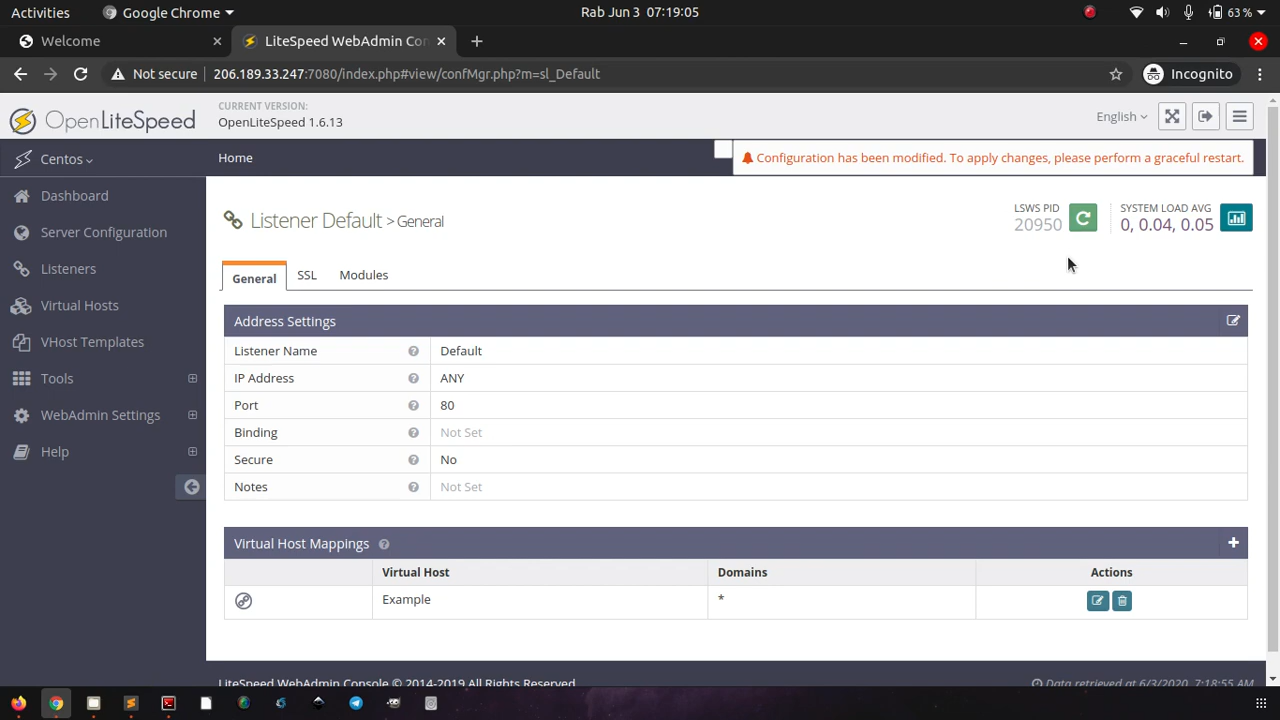 Activities Google Chrome Rab Jun 3 07:19:05 63 %
Welcome LiteSpeed WebAdmin Con
Not secure 206.189.33.247:7080/index.php#view/confMgr.php?m=sl_Default Incognito
OpenLiteSpeed CURRENT VERSION: English
OpenLiteSpeed 1.6.13
Centos Home Configuration has been modified. To apply changes, please perform a graceful restart.
Dashboard
Server Configuration
Listeners
Virtual Hosts
VHost Templates
Tools
WebAdmin Settings
Help
Listener Default > General
LSWS PID
20950
SYSTEM LOAD AVG
0, 0.04, 0.05
General SSL Modules
Address Settings
Listener Name Default
IP Address ANY
Port 80
Binding Not Set
Secure No
Notes Not Set
Virtual Host Mappings
Virtual Host Domains Actions
Example *
LiteSpeed WebAdmin Console © 2014-2019 All Rights Reserved. Data retrieved at 6/3/2020, 7:18:55 AM